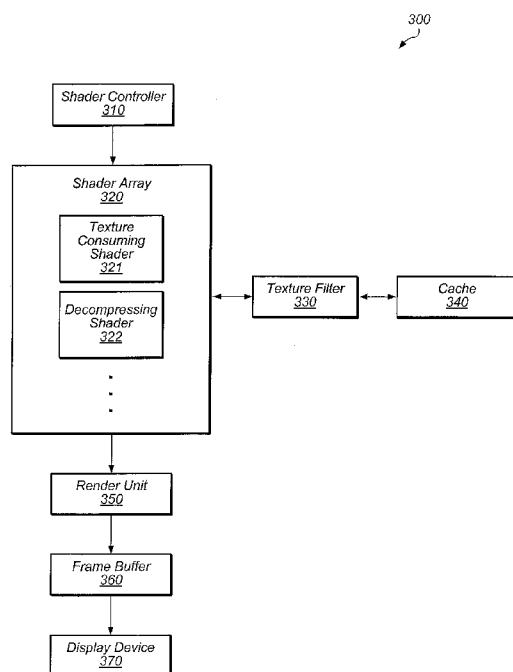 300
Shader Controller
310
Shader Array
320
Texture
Consuming
Shader
321
Decompressing
Shader
322
Texture Filter
330
Cache
340
Render Unit
350
Frame Buffer
360
Display Device
370